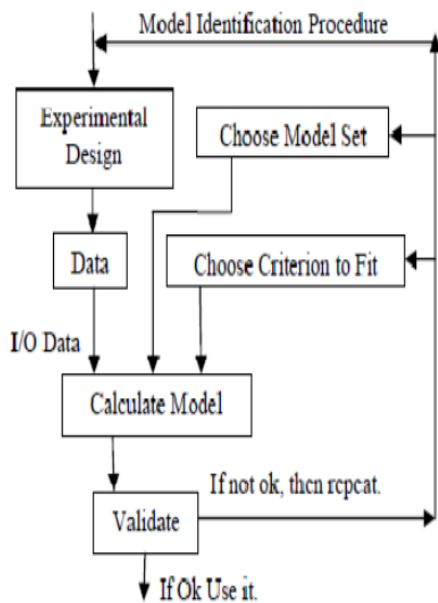 Model Identification Procedure
Experimental
Design
Choose Model Set
Data
Choose Criterion to Fit
I/O Data
Calculate Model
If not ok, then repeat.
Validate
If Ok Use it.